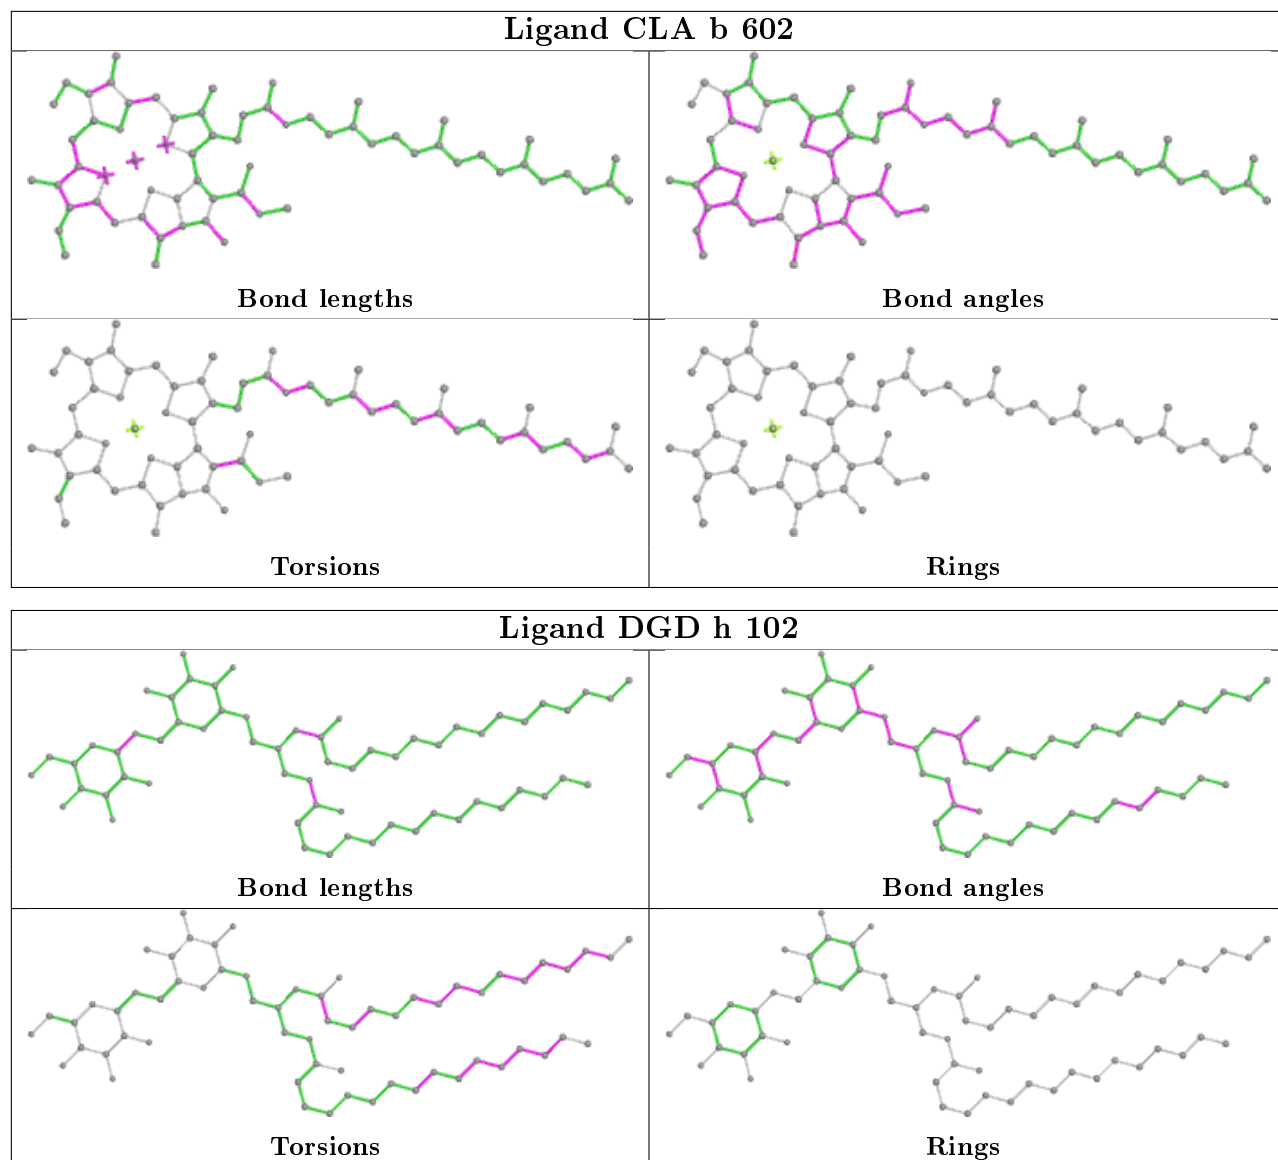 Ligand CLA b 602
Bond lengths
Bond angles
Torsions
Rings
Ligand DGD h 102
Bond lengths
Bond angles
Torsions
Rings